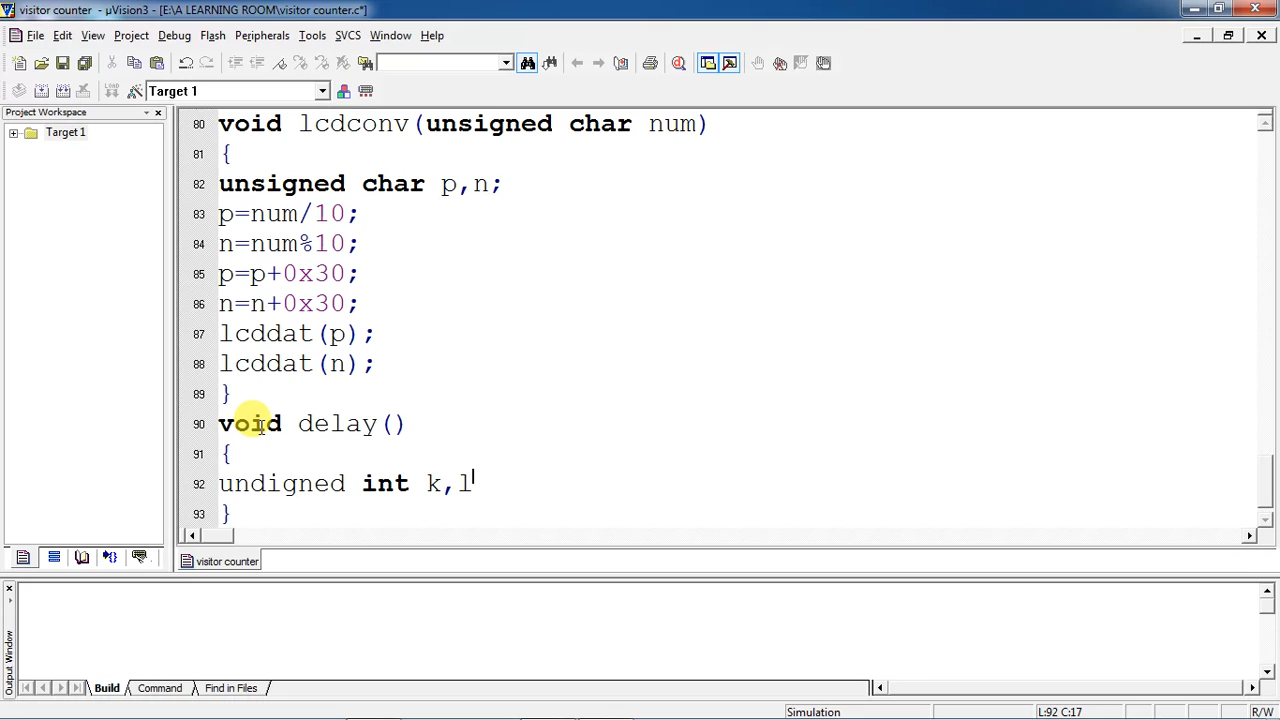 visitor counter - µVision3 - [E:\A LEARNING ROOM\visitor counter.c*]
File Edit View Project Debug Flash Peripherals Tools SVCS Window Help
Target 1
Project Workspace
Target 1
80 void lcdconv(unsigned char num)
81 {
82 unsigned char p,n;
83 p=num/10;
84 n=num%10;
85 p=p+0x30;
86 n=n+0x30;
87 lcddat(p);
88 lcddat(n);
89 }
90 void delay()
91 {
92 undigned int k,l
93 }
visitor counter
Output Window
Build Command Find in Files
Simulation L:92 C:17 R/W